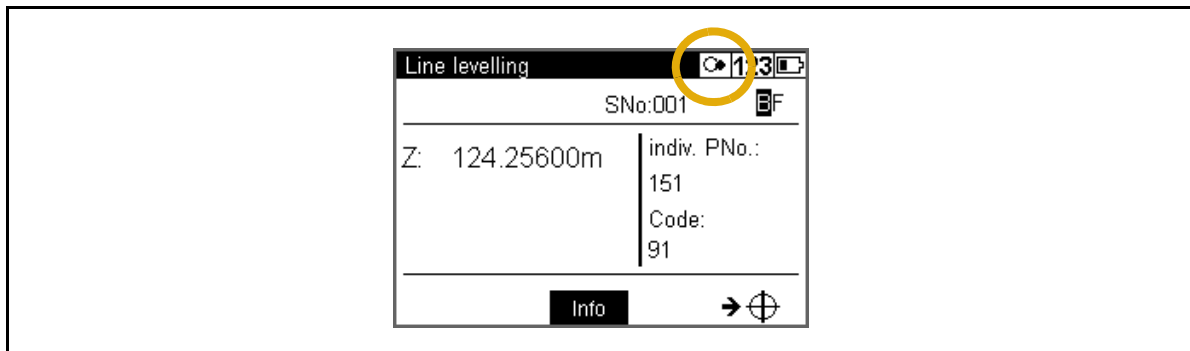 Line levelling 123
SNo:001 BF
Z: 124.25600m
indiv. PNo.:
151
Code:
91
Info